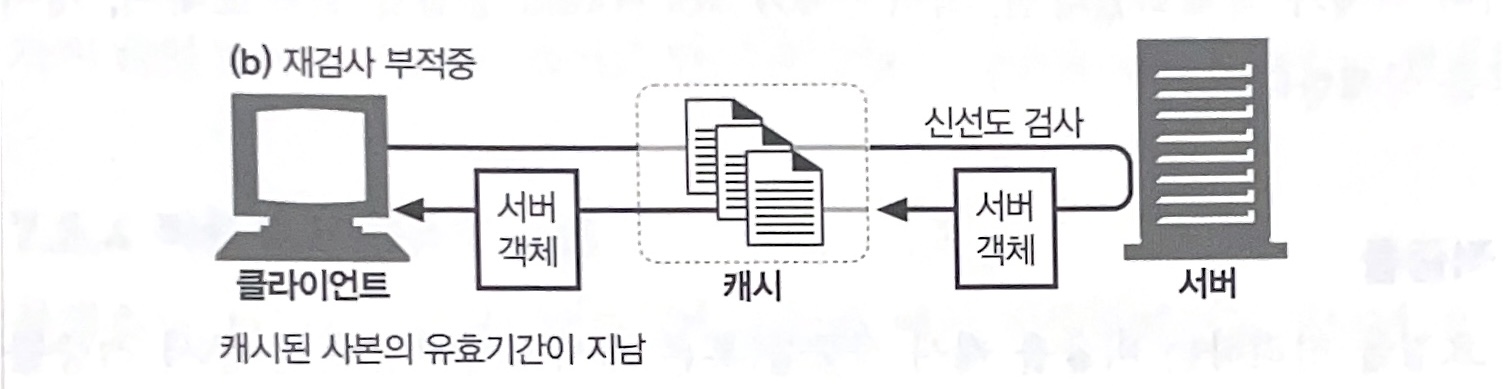 (b) 재검사 부적중
신선도 검사
서버
객체
서버
객체
클라이언트
캐시
서버
캐시된 사본의 유효기간이 지남